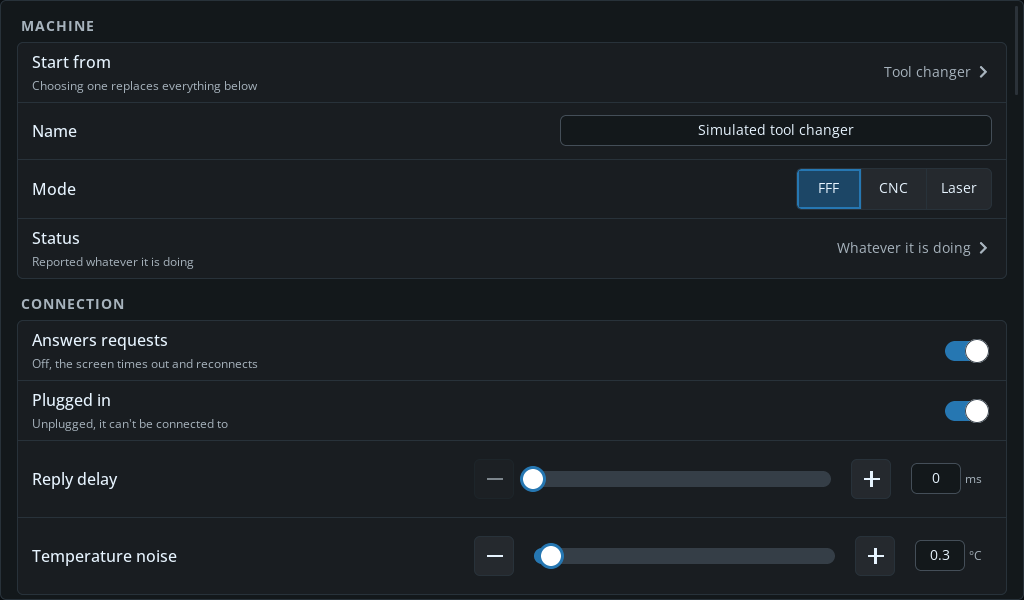 MACHINE
Start from
Choosing one replaces everything below
Tool changer
Name
Simulated tool changer
Mode
FFF
CNC
Laser
Status
Reported whatever it is doing
Whatever it is doing
CONNECTION
Answers requests
Off, the screen times out and reconnects
Plugged in
Unplugged, it can't be connected to
Reply delay
0 ms
Temperature noise
0.3 °C